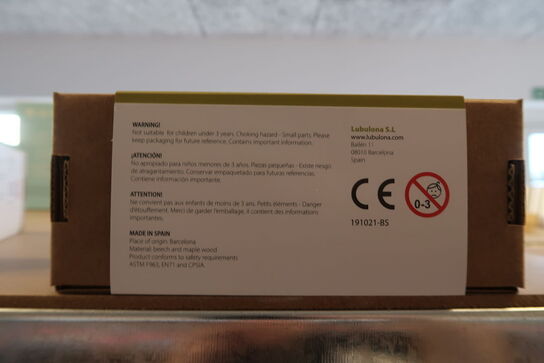 WARNING!
Not suitable for children under 3 years. Choking hazard - Small parts. Please
keep packaging for future reference. Contains important information.
¡ATENCIÓN!
No apropiado para niños menores de 3 años. Piezas pequeñas - Existe riesgo
de atragantamiento. Conservar empaquetado para futuras referencias.
Contiene información importante.
ATTENTION!
Ne convient pas aux enfants de moins de 3 ans. Petits éléments - Danger
d'étouffement. Merci de garder l'emballage, il contient des informations
importantes.
MADE IN SPAIN
Place of origin: Barcelona
Material: beech and maple wood
Product conforms to safety requirements
ASTM F963, EN71 and CPSIA.
Lubulona S.L
www.lubulona.com
Bailén 11
08010 Barcelona
Spain
CE
0-3
191021-BS